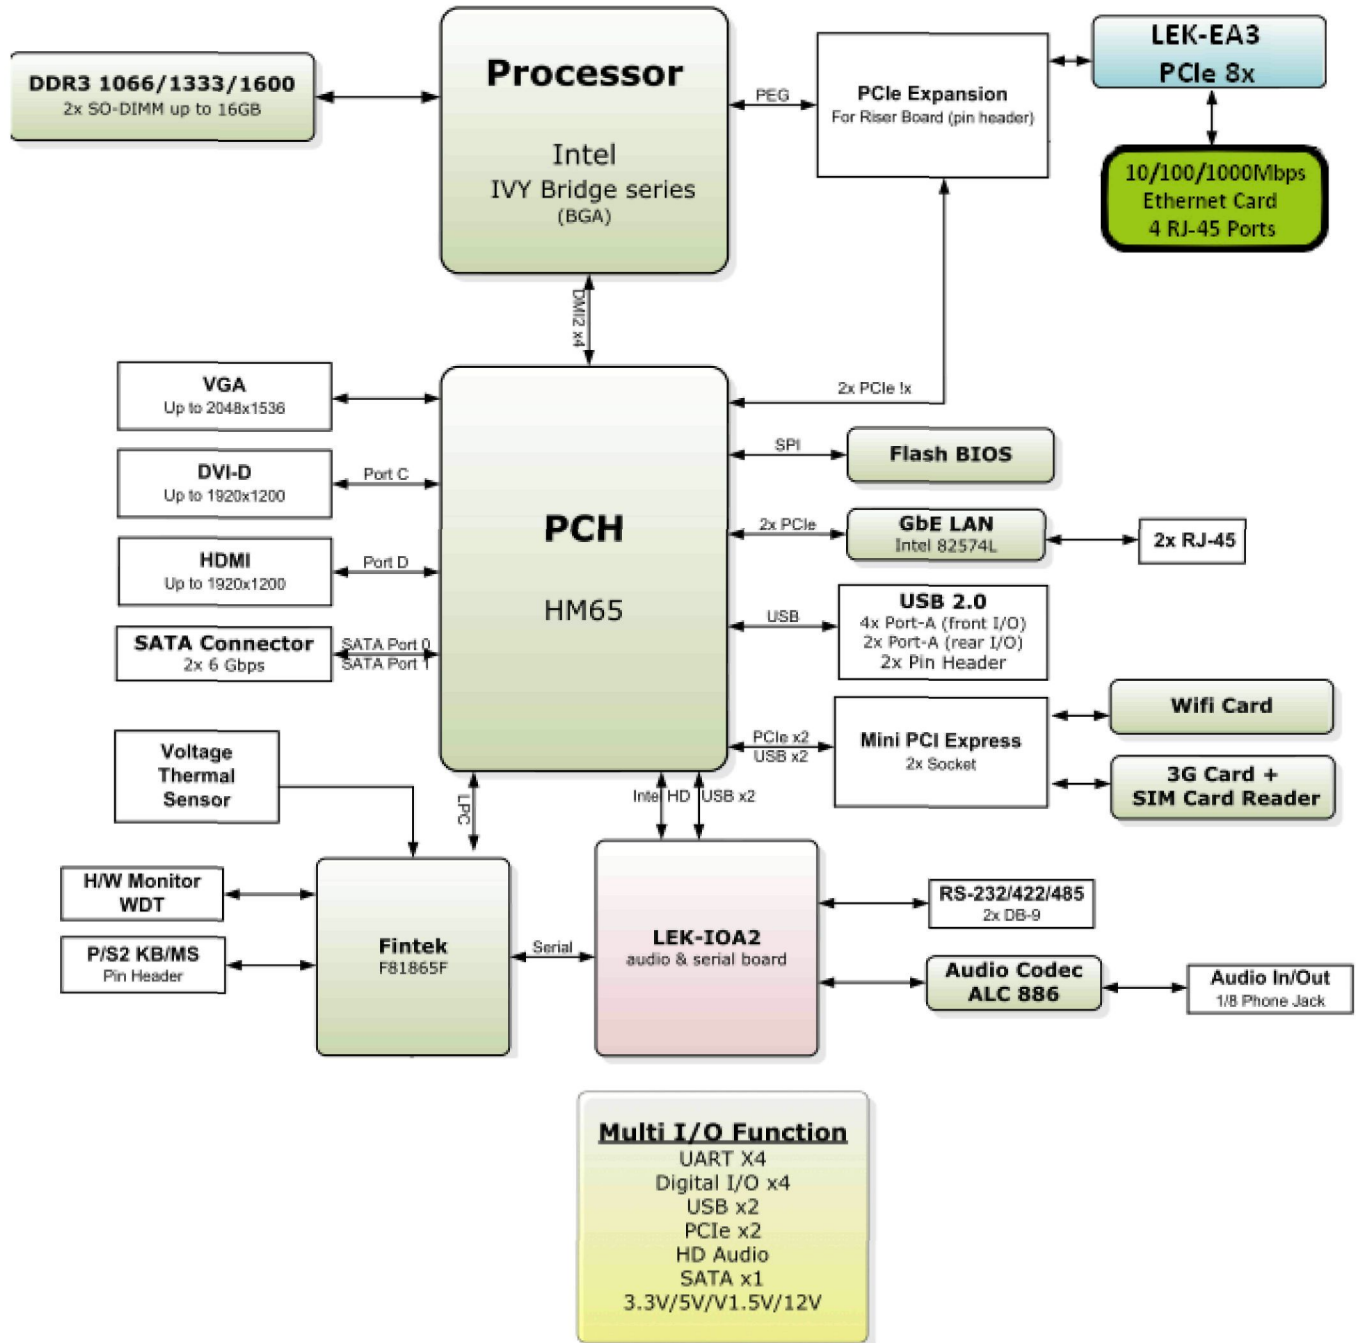 Processor
Intel
IVY Bridge series
(BGA)
DDR3 1066/1333/1600
2x SO-DIMM up to 16GB
PEG
PCIe Expansion
For Riser Board (pin header)
LEK-EA3
PCIe 8x
10/100/1000Mbps
Ethernet Card
4 RJ-45 Ports
DMI2 x4
VGA
Up to 2048x1536
DVI-D
Up to 1920x1200
Port C
HDMI
Up to 1920x1200
Port D
SATA Connector
2x 6 Gbps
SATA Port 0
SATA Port 1
PCH
HM65
2x PCIe !x
SPI
Flash BIOS
2x PCIe
GbE LAN
Intel 82574L
2x RJ-45
USB
USB 2.0
4x Port-A (front I/O)
2x Port-A (rear I/O)
2x Pin Header
PCIe x2
USB x2
Mini PCI Express
2x Socket
Wifi Card
3G Card +
SIM Card Reader
Voltage
Thermal
Sensor
LPC
Intel HD
USB x2
H/W Monitor
WDT
P/S2 KB/MS
Pin Header
Fintek
F81865F
Serial
LEK-IOA2
audio & serial board
RS-232/422/485
2x DB-9
Audio Codec
ALC 886
Audio In/Out
1/8 Phone Jack
Multi I/O Function
UART X4
Digital I/O x4
USB x2
PCIe x2
HD Audio
SATA x1
3.3V/5V/V1.5V/12V